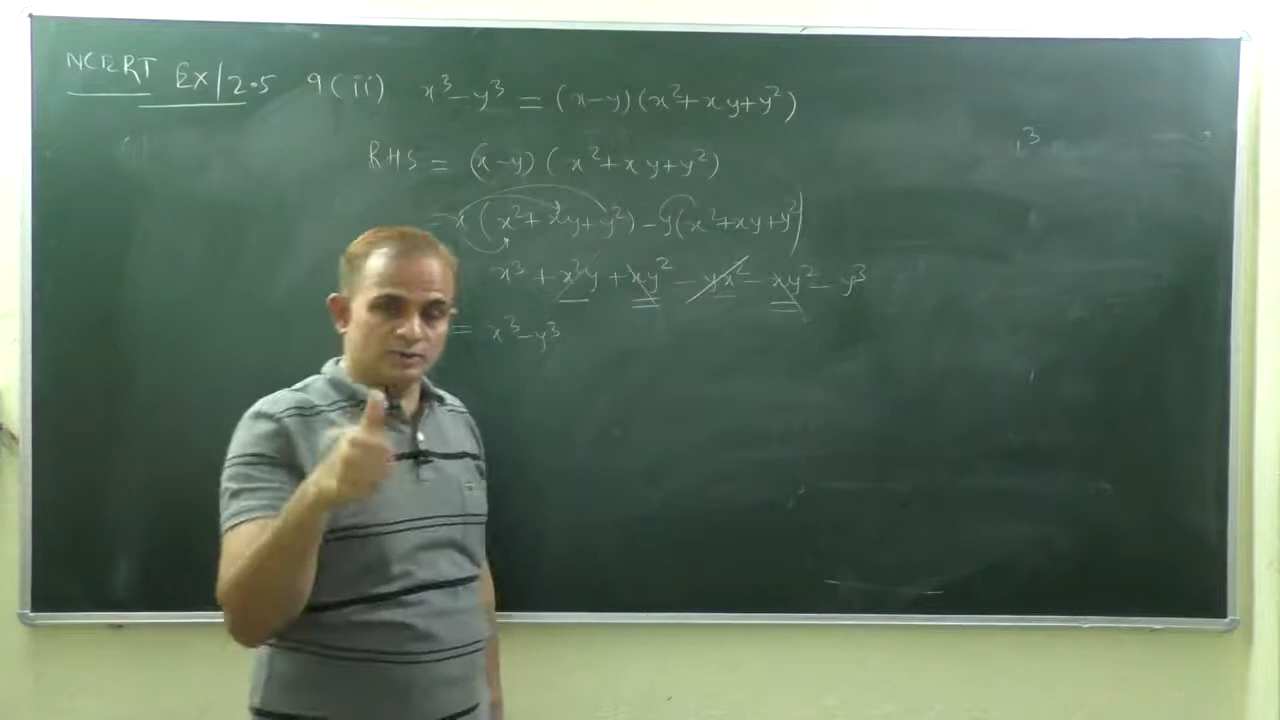 NCERT Ex/2.5 9(ii) x³-y³ = (x-y)(x²+xy+y²)
RHS = (x-y) (x²+xy+y²)
= x(x²+xy+y²)-y(x²+xy+y²)
x³ + x²y + xy² - yx² - xy² - y³
= x³-y³